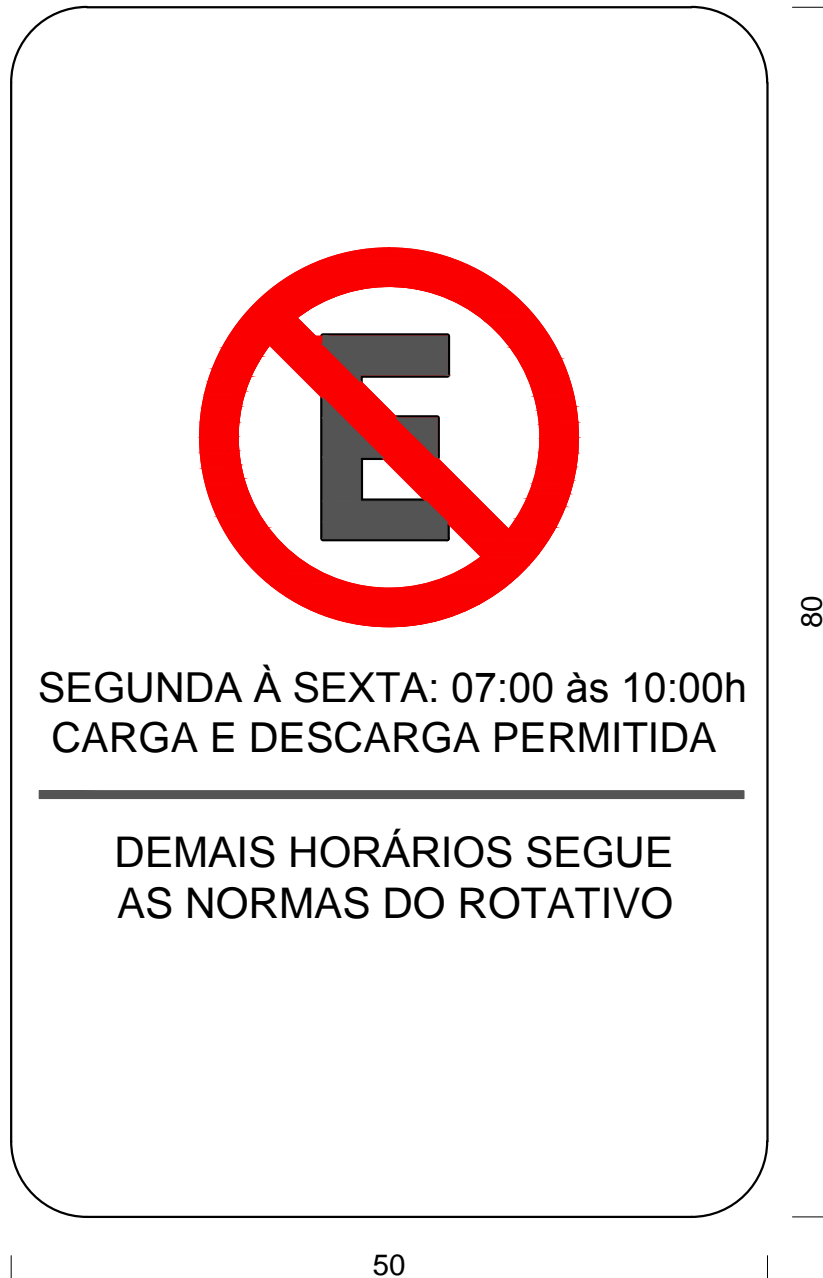 E
SEGUNDA À SEXTA: 07:00 às 10:00h
CARGA E DESCARGA PERMITIDA
DEMAIS HORÁRIOS SEGUE
AS NORMAS DO ROTATIVO
80
50